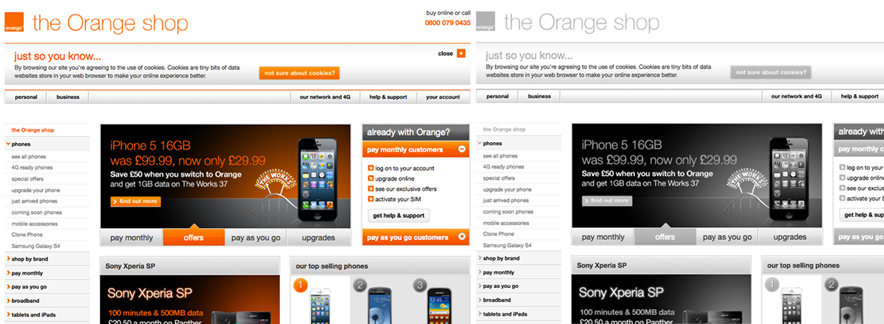 orange
the Orange shop
buy online or call
0800 079 0435
just so you know...
close
By browsing our site you're agreeing to the use of cookies. Cookies are tiny bits of data
websites store in your web browser to make your online experience better.
not sure about cookies?
personal
business
our network and 4G
help & support
your account
the Orange shop
phones
see all phones
4G ready phones
special offers
upgrade your phone
just arrived phones
coming soon phones
mobile accessories
Clone Phone
Samsung Galaxy S4
shop by brand
pay monthly
pay as you go
broadband
tablets and iPads
iPhone 5 16GB
was £99.99, now only £29.99
Save £50 when you switch to Orange
and get 1GB data on The Works 37
find out more
THE WORKS
pay monthly
offers
pay as you go
upgrades
already with Orange?
pay monthly customers
log on to your account
upgrade online
see our exclusive offers
activate your SIM
get help & support
pay as you go customers
Sony Xperia SP
Sony Xperia SP
100 minutes & 500MB data
£20.50 a month on Panther
our top selling phones
1
2
3
orange
the Orange shop
just so you know...
By browsing our site you're agreeing to the use of cookies. Cookies are tiny bits of data
websites store in your web browser to make your online experience better.
not sure about cookies?
personal
business
our network and 4G
help & support
the Orange shop
phones
see all phones
4G ready phones
special offers
upgrade your phone
just arrived phones
coming soon phones
mobile accessories
Clone Phone
Samsung Galaxy S4
shop by brand
pay monthly
pay as you go
broadband
tablets and iPads
iPhone 5 16GB
was £99.99, now only £29.99
Save £50 when you switch to Orange
and get 1GB data on The Works 37
find out more
THE WORKS
pay monthly
offers
pay as you go
upgrades
already with
pay monthly c
log on to yo
upgrade onl
see our excl
activate you
get help & su
pay as you go
Sony Xperia SP
Sony Xperia SP
100 minutes & 500MB data
£20.50 a month on Panther
our top selling phones
1
2